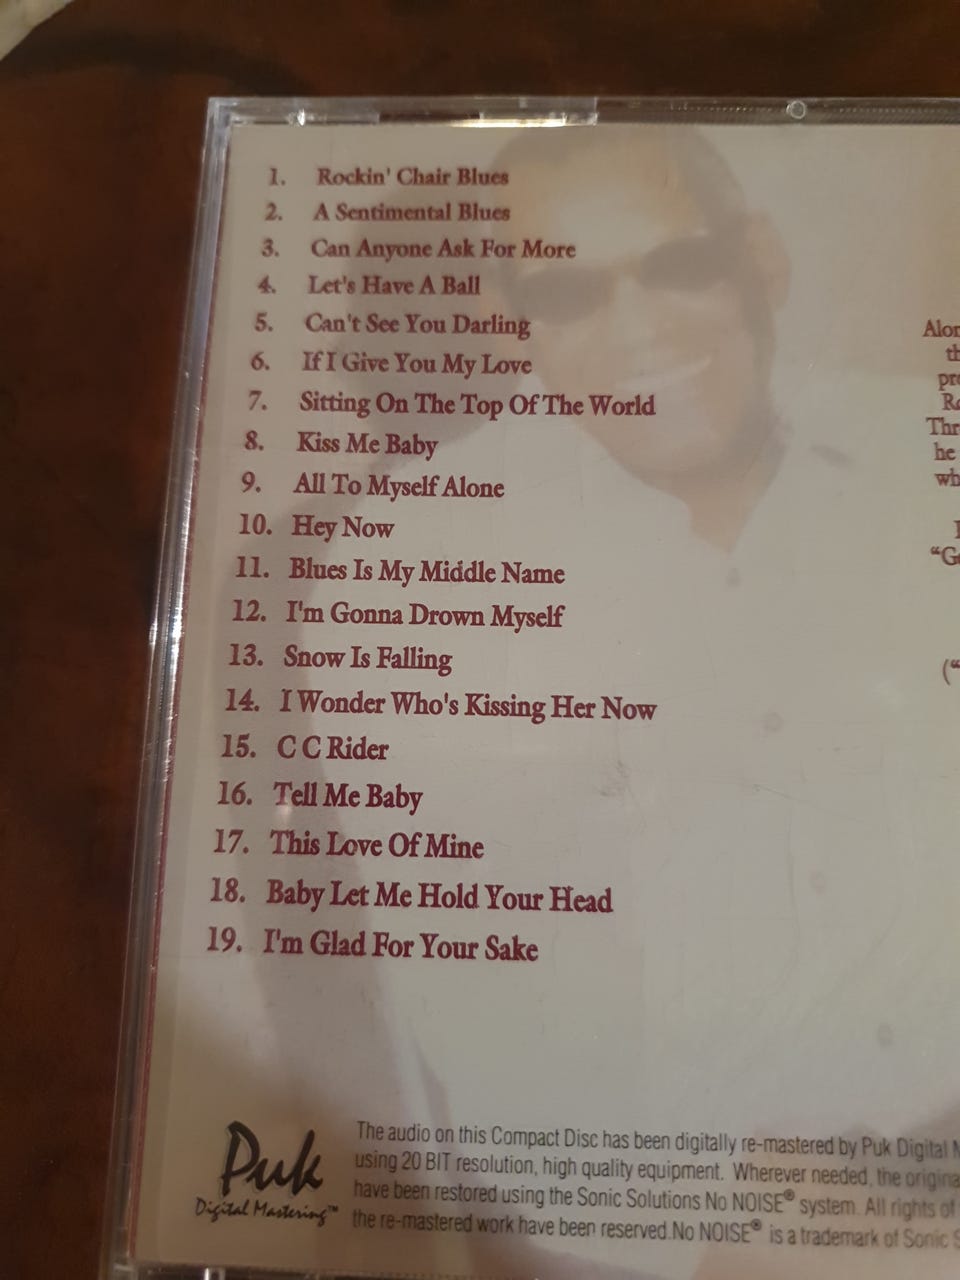 1. Rockin' Chair Blues
2. A Sentimental Blues
3. Can Anyone Ask For More
4. Let's Have A Ball
5. Can't See You Darling
6. If I Give You My Love
7. Sitting On The Top Of The World
8. Kiss Me Baby
9. All To Myself Alone
10. Hey Now
11. Blues Is My Middle Name
12. I'm Gonna Drown Myself
13. Snow Is Falling
14. I Wonder Who's Kissing Her Now
15. C C Rider
16. Tell Me Baby
17. This Love Of Mine
18. Baby Let Me Hold Your Head
19. I'm Glad For Your Sake
he
Puk
Digital Mastering™
The audio on this Compact Disc has been digitally re-mastered by Puk Digital
using 20 BIT resolution, high quality equipment. Wherever needed, the
have been restored using the Sonic Solutions No NOISE® system. All rights of
the re-mastered work have been reserved.No NOISE® is a trademark of Sonic